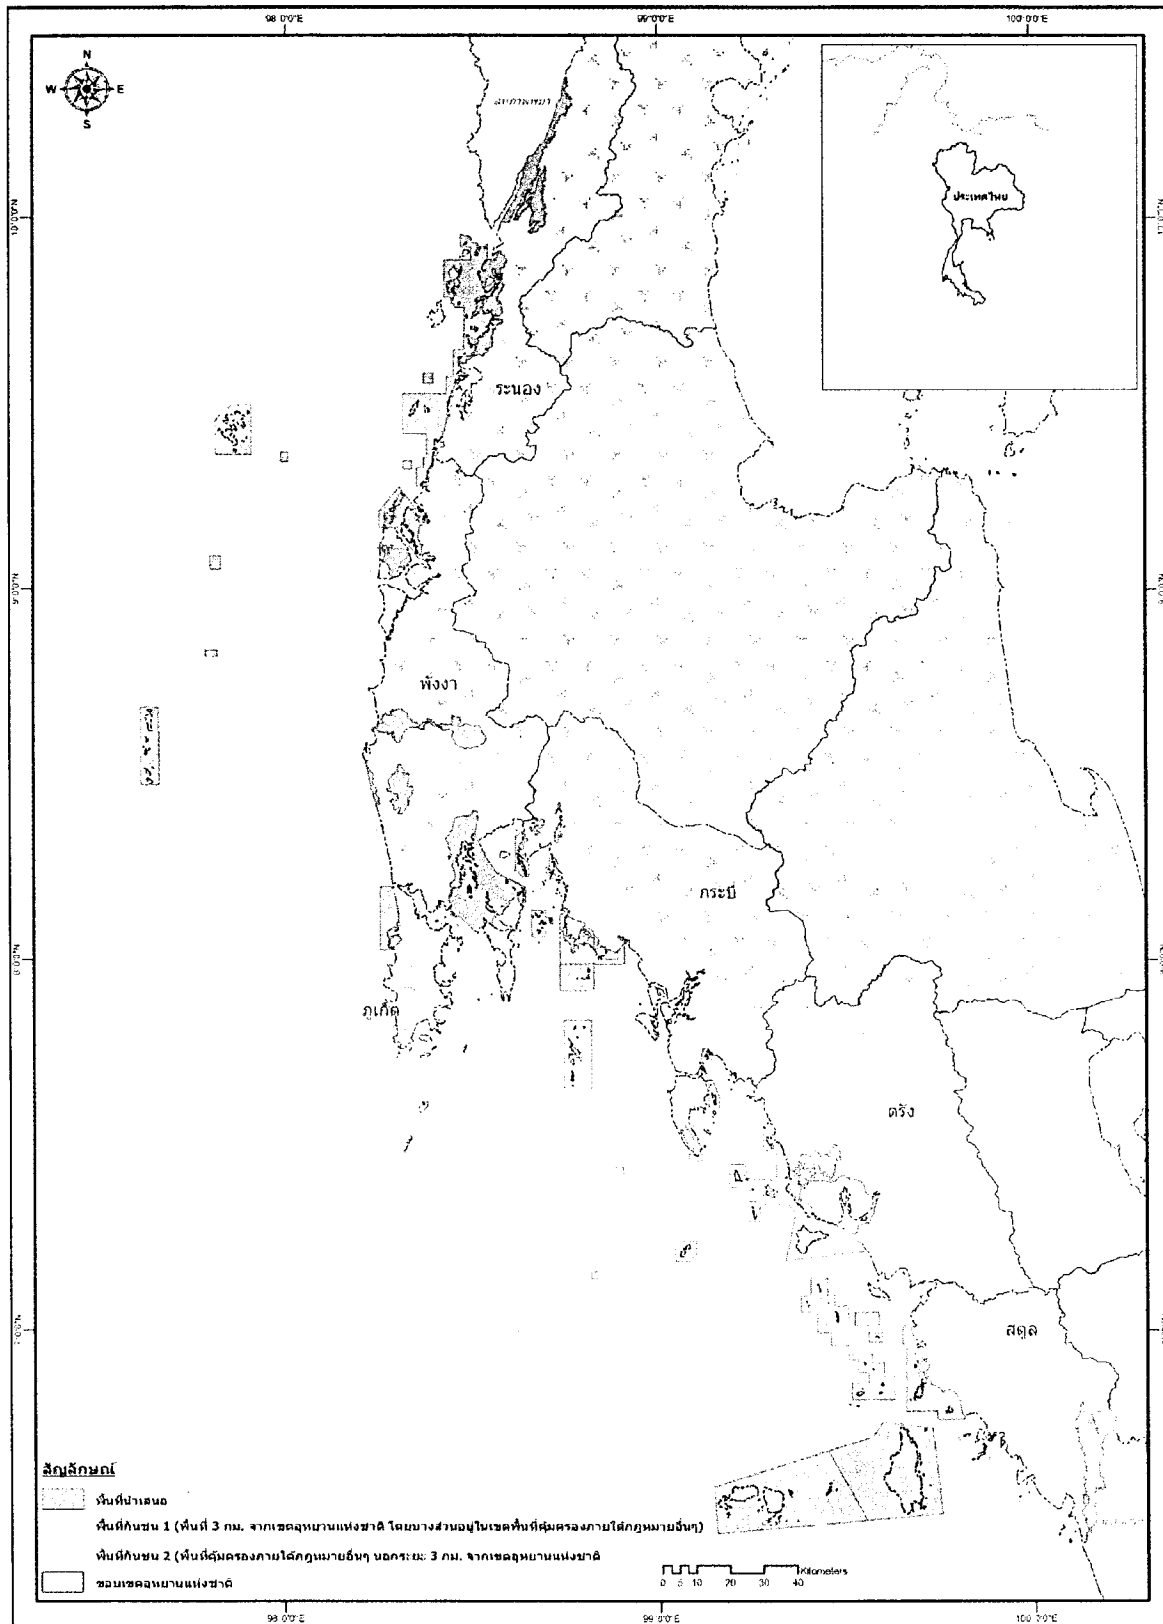 98°0'0"E 99°0'0"E 100°0'0"E
N
W E
S
ประเทศไทย
10°0'0"N
ระนอง
9°0'0"N
พังงา
กระบี่
8°0'0"N
ภูเก็ต
ตรัง
7°0'0"N
สตูล
สัญลักษณ์
พื้นที่นำเสนอ
พื้นที่กันชน 1 (พื้นที่ 3 กม. จากเขตอุทยานแห่งชาติ โดยบางส่วนอยู่ในเขตพื้นที่คุ้มครองภายใต้กฎหมายอื่นๆ)
พื้นที่กันชน 2 (พื้นที่คุ้มครองภายใต้กฎหมายอื่นๆ นอกระยะ 3 กม. จากเขตอุทยานแห่งชาติ
ขอบเขตอุทยานแห่งชาติ
Kilometers
0 5 10 20 30 40
98°0'0"E 99°0'0"E 100°0'0"E